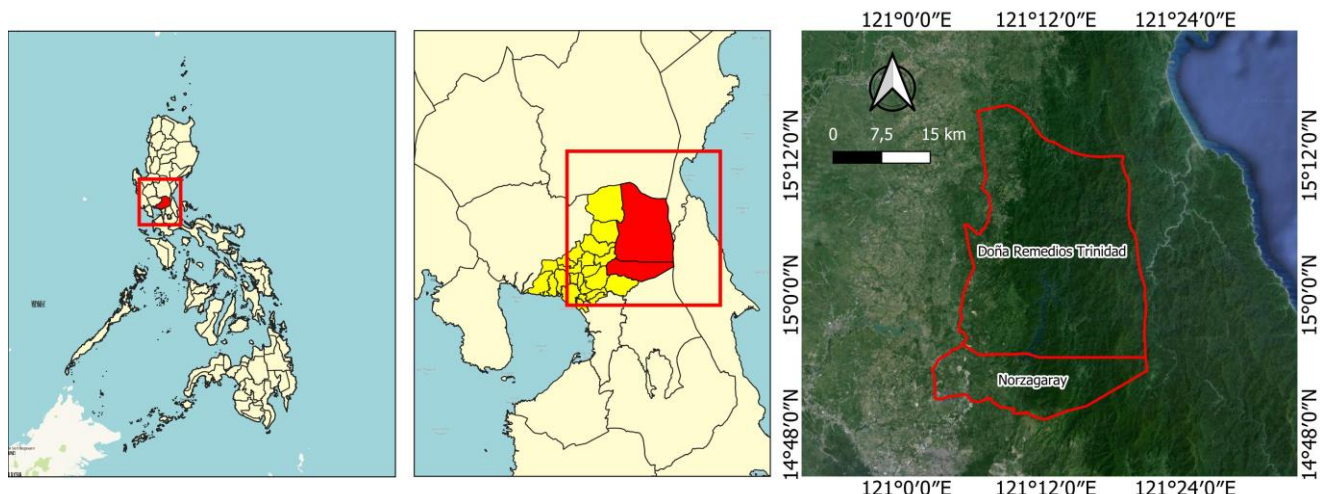 121°0′0″E 121°12′0″E 121°24′0″E
0 7,5 15 km
15°12′0″N 15°12′0″N
Doña Remedios Trinidad
15°0′0″N 15°0′0″N
Norzagaray
14°48′0″N 14°48′0″N
121°0′0″E 121°12′0″E 121°24′0″E